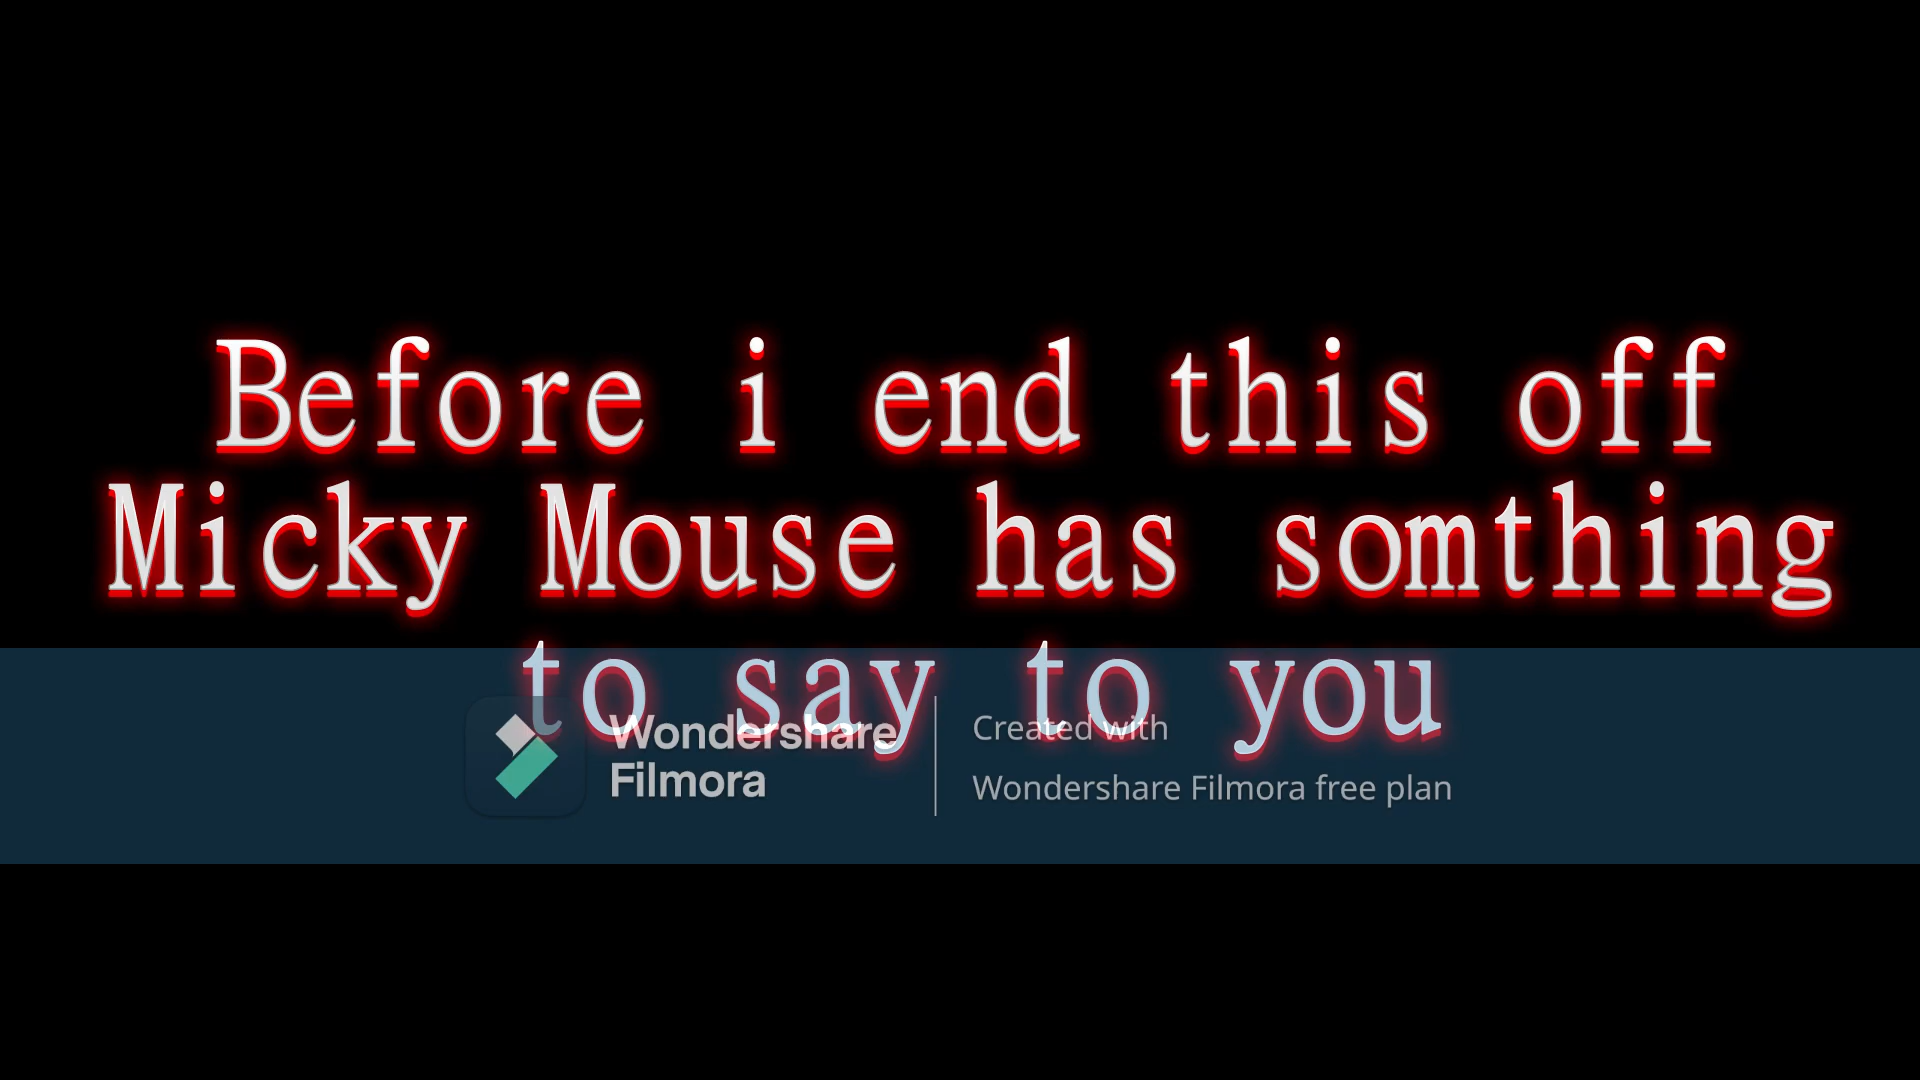 Before i end this off
Micky Mouse has somthing
to say to you
Wondershare
Filmora
Created with
Wondershare Filmora free plan